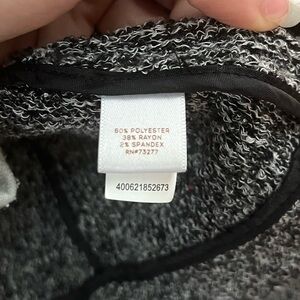 60% POLYESTER
38% RAYON
2% SPANDEX
RN#73277
400621852673